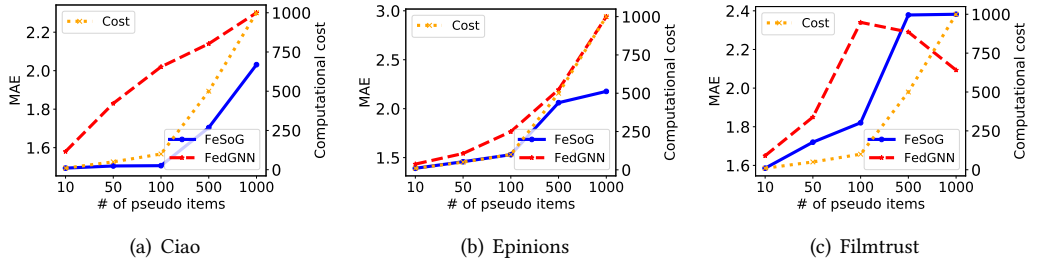 Cost
FeSoG
FedGNN
MAE
2.2
2.0
1.8
1.6
1000
750
500
250
0
Computational cost
10 50 100 500 1000
# of pseudo items
(a) Ciao
Cost
FeSoG
FedGNN
MAE
3.0
2.5
2.0
1.5
1000
750
500
250
0
Computational cost
10 50 100 500 1000
# of pseudo items
(b) Epinions
Cost
FeSoG
FedGNN
MAE
2.4
2.2
2.0
1.8
1.6
1000
750
500
250
0
Computational cost
10 50 100 500 1000
# of pseudo items
(c) Filmtrust